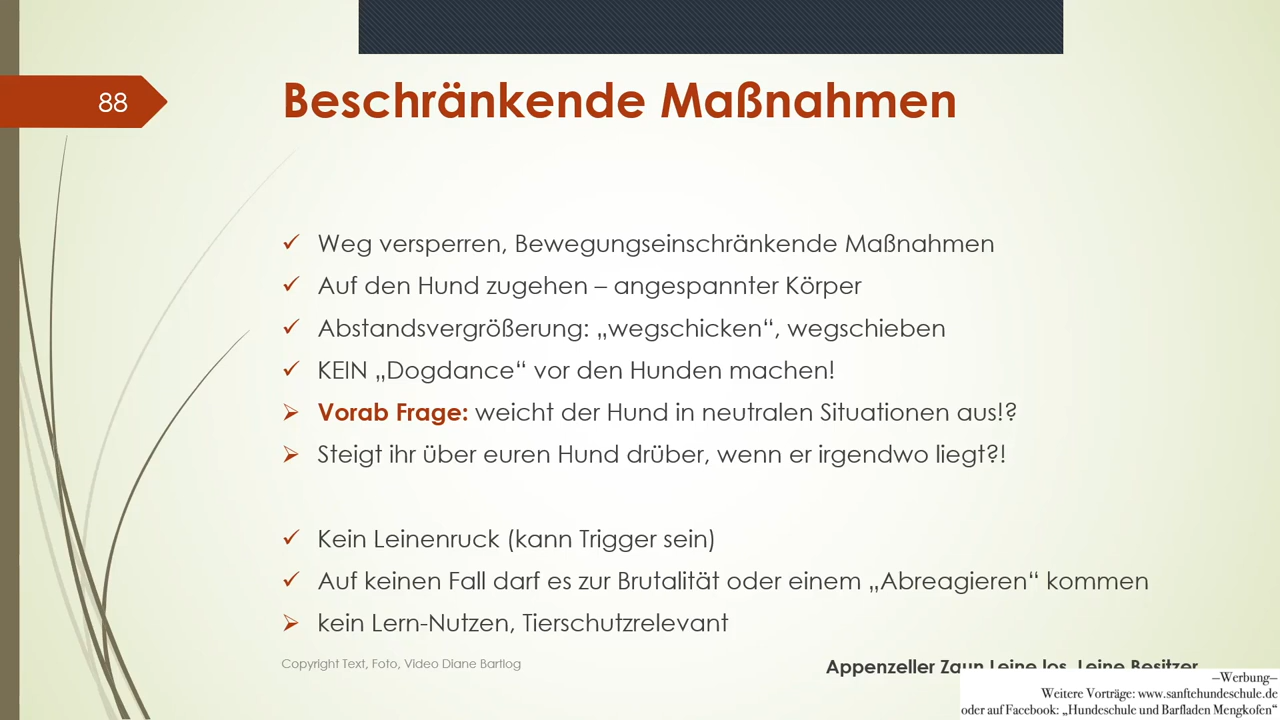 88
Beschränkende Maßnahmen
Weg versperren, Bewegungseinschränkende Maßnahmen
Auf den Hund zugehen – angespannter Körper
Abstandsvergrößerung: „wegschicken“, wegschieben
KEIN „Dogdance“ vor den Hunden machen!
Vorab Frage: weicht der Hund in neutralen Situationen aus!?
Steigt ihr über euren Hund drüber, wenn er irgendwo liegt?!
Kein Leinenruck (kann Trigger sein)
Auf keinen Fall darf es zur Brutalität oder einem „Abreagieren“ kommen
kein Lern-Nutzen, Tierschutzrelevant
Copyright Text, Foto, Video Diane Bartlog
Appenzeller Zaun Leine los, Leine Besitzer
—Werbung—
Weitere Vorträge: www.sanftehundeschule.de
oder auf Facebook: „Hundeschule und Barfladen Mengkofen“